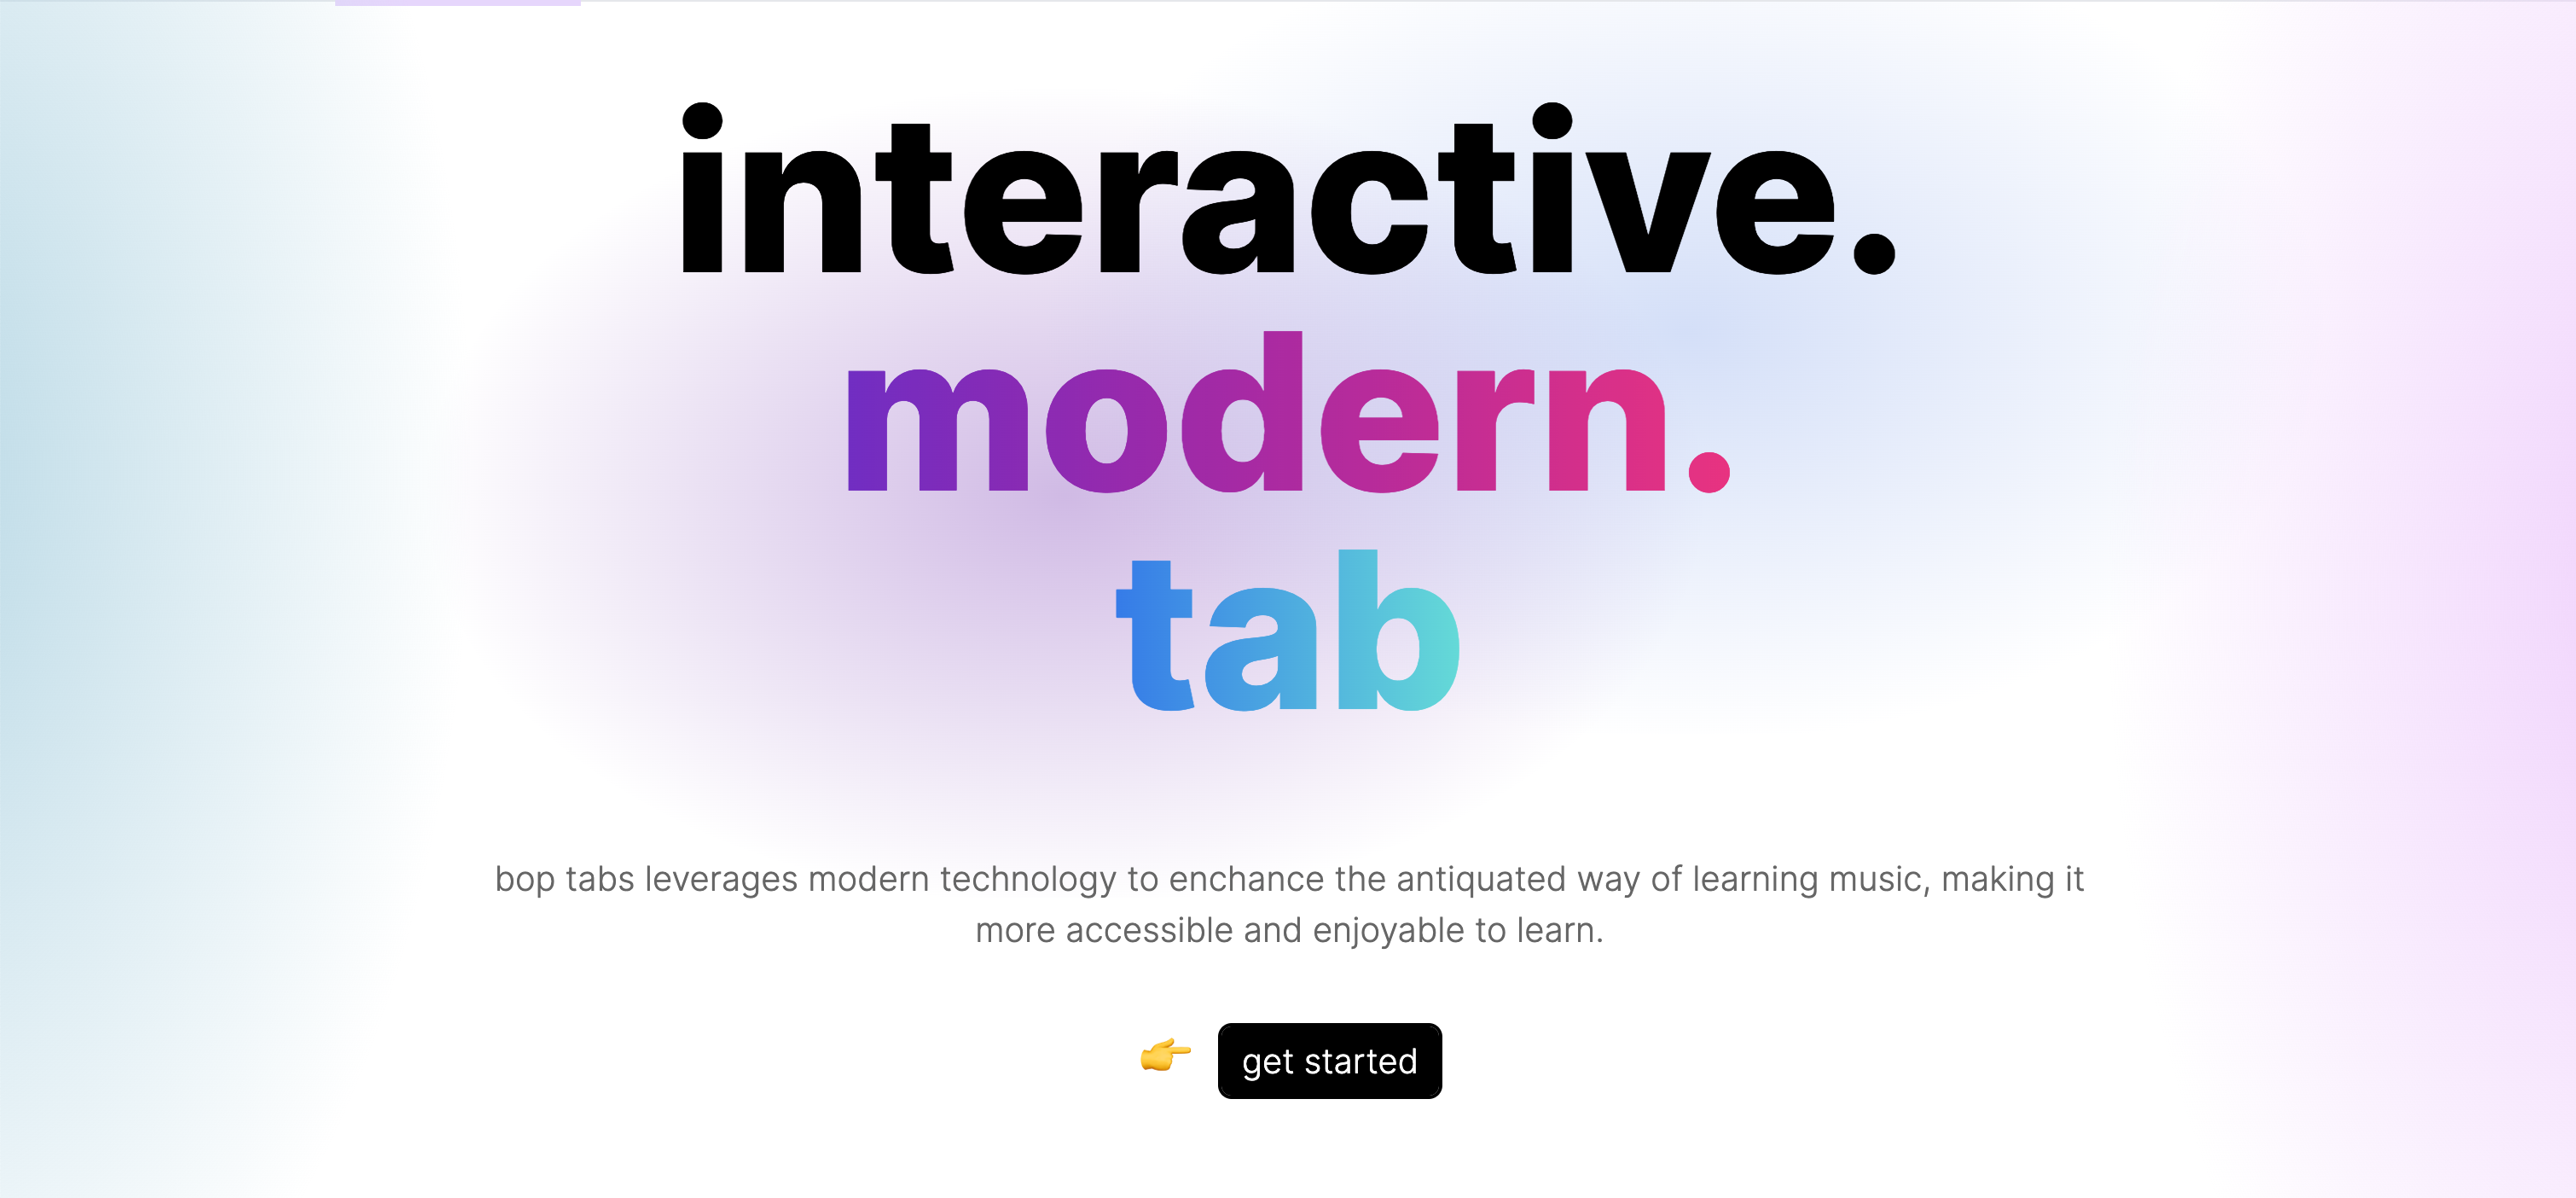 interactive.
modern.
tab
bop tabs leverages modern technology to enchance the antiquated way of learning music, making it
more accessible and enjoyable to learn.
👉 get started